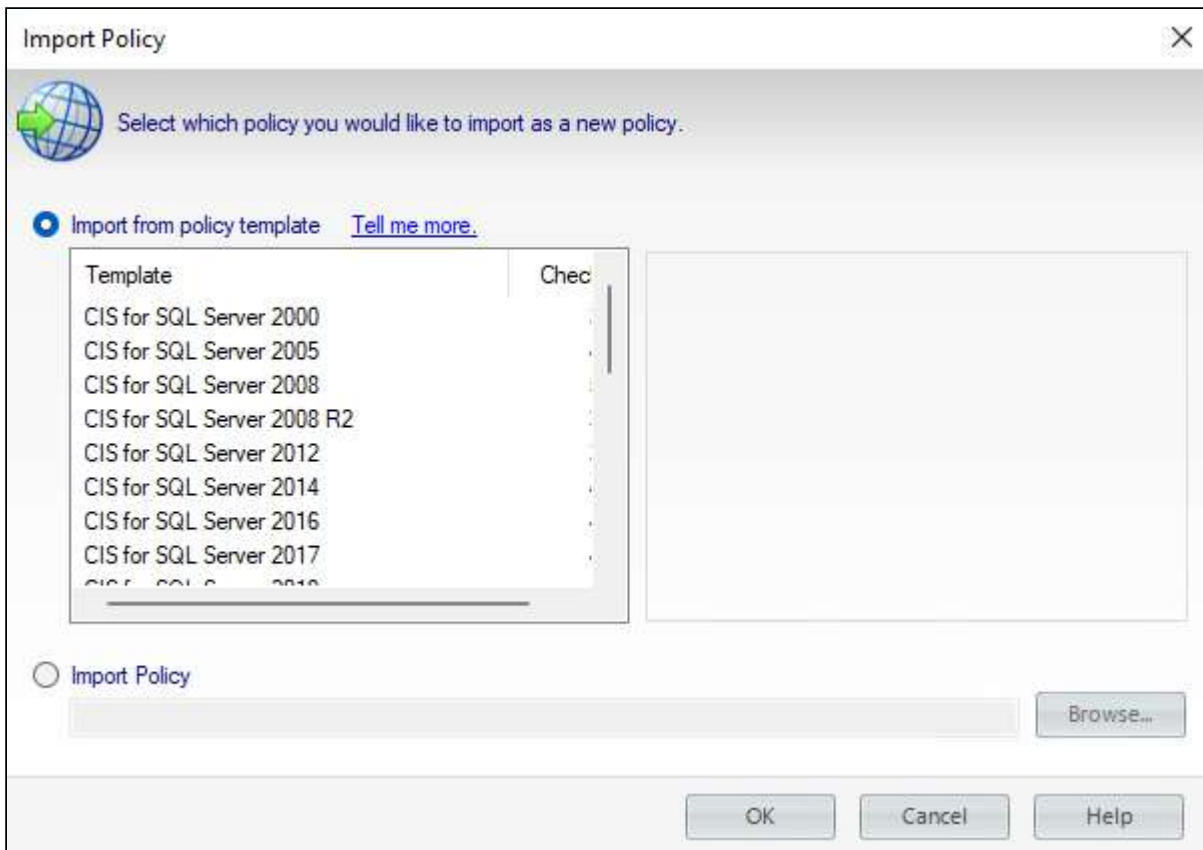 Import Policy
Select which policy you would like to import as a new policy.
Import from policy template Tell me more.
Template Chec
CIS for SQL Server 2000
CIS for SQL Server 2005
CIS for SQL Server 2008
CIS for SQL Server 2008 R2
CIS for SQL Server 2012
CIS for SQL Server 2014
CIS for SQL Server 2016
CIS for SQL Server 2017
Import Policy
Browse...
OK Cancel Help